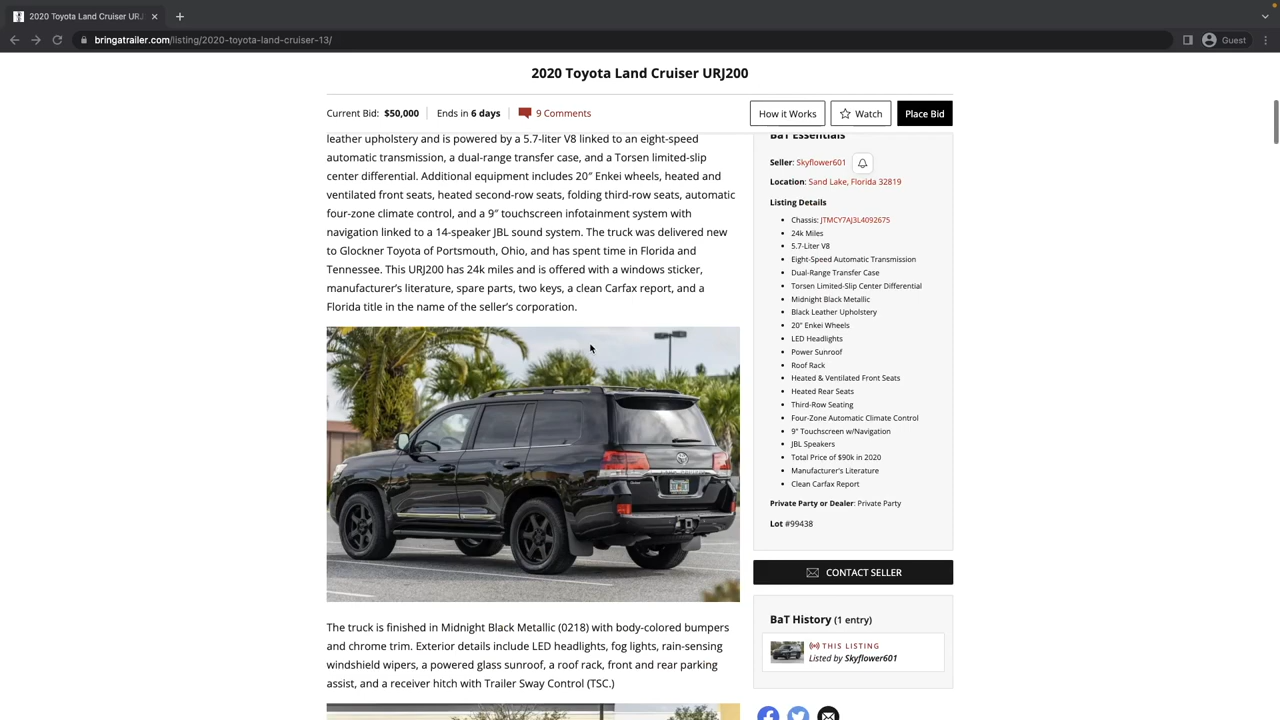 2020 Toyota Land Cruiser URJ
bringatrailer.com/listing/2020-toyota-land-cruiser-13/
Guest
2020 Toyota Land Cruiser URJ200
Current Bid: $50,000
Ends in 6 days
9 Comments
How it Works
Watch
Place Bid
leather upholstery and is powered by a 5.7-liter V8 linked to an eight-speed
automatic transmission, a dual-range transfer case, and a Torsen limited-slip
center differential. Additional equipment includes 20″ Enkei wheels, heated and
ventilated front seats, heated second-row seats, folding third-row seats, automatic
four-zone climate control, and a 9″ touchscreen infotainment system with
navigation linked to a 14-speaker JBL sound system. The truck was delivered new
to Glockner Toyota of Portsmouth, Ohio, and has spent time in Florida and
Tennessee. This URJ200 has 24k miles and is offered with a windows sticker,
manufacturer’s literature, spare parts, two keys, a clean Carfax report, and a
Florida title in the name of the seller’s corporation.
The truck is finished in Midnight Black Metallic (0218) with body-colored bumpers
and chrome trim. Exterior details include LED headlights, fog lights, rain-sensing
windshield wipers, a powered glass sunroof, a roof rack, front and rear parking
assist, and a receiver hitch with Trailer Sway Control (TSC.)
BaT Essentials
Seller: Skyflower601
Location: Sand Lake, Florida 32819
Listing Details
Chassis: JTMCY7AJ3L4092675
24k Miles
5.7-Liter V8
Eight-Speed Automatic Transmission
Dual-Range Transfer Case
Torsen Limited-Slip Center Differential
Midnight Black Metallic
Black Leather Upholstery
20″ Enkei Wheels
LED Headlights
Power Sunroof
Roof Rack
Heated & Ventilated Front Seats
Heated Rear Seats
Third-Row Seating
Four-Zone Automatic Climate Control
9″ Touchscreen w/Navigation
JBL Speakers
Total Price of $90k in 2020
Manufacturer's Literature
Clean Carfax Report
Private Party or Dealer: Private Party
Lot #99438
CONTACT SELLER
BaT History (1 entry)
THIS LISTING
Listed by Skyflower601